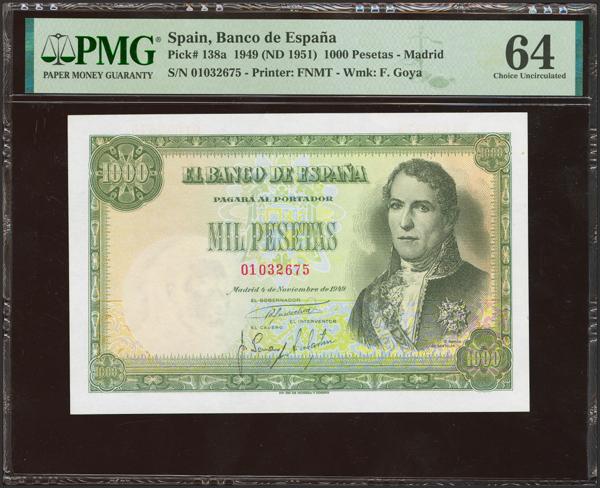 PMG®
PAPER MONEY GUARANTY
Spain, Banco de España
Pick# 138a 1949 (ND 1951) 1000 Pesetas - Madrid
S/N 01032675 - Printer: FNMT - Wmk: F. Goya
64
Choice Uncirculated
1000
1000
EL BANCO DE ESPAÑA
PAGARÁ AL PORTADOR
MIL PESETAS
01032675
Madrid 4 de Noviembre de 1949
EL GOBERNADOR
EL INTERVENTOR
EL CAJERO
1000
1000